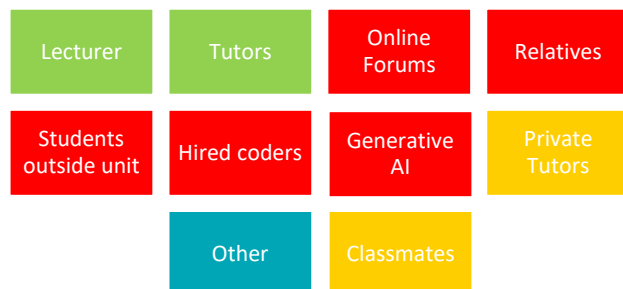 Lecturer
Tutors
Online
Forums
Relatives
Students
outside unit
Hired coders
Generative
AI
Private
Tutors
Other
Classmates